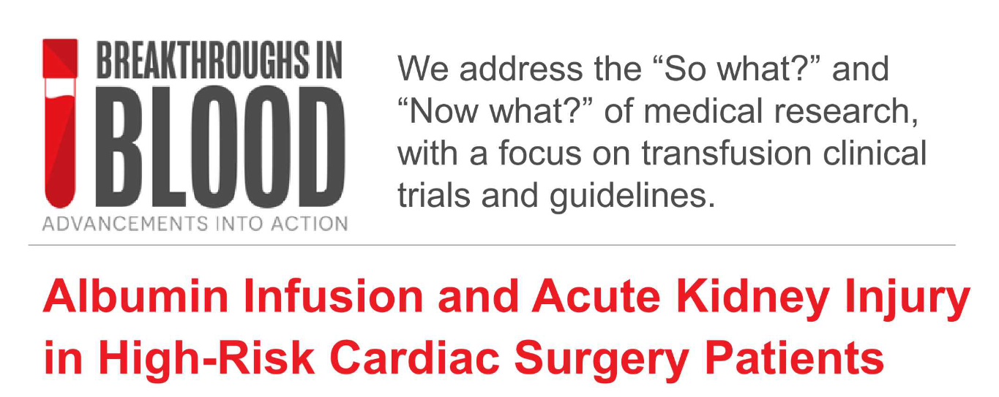 BREAKTHROUGHS IN
BLOOD
ADVANCEMENTS INTO ACTION
We address the “So what?” and
“Now what?” of medical research,
with a focus on transfusion clinical
trials and guidelines.
Albumin Infusion and Acute Kidney Injury
in High-Risk Cardiac Surgery Patients